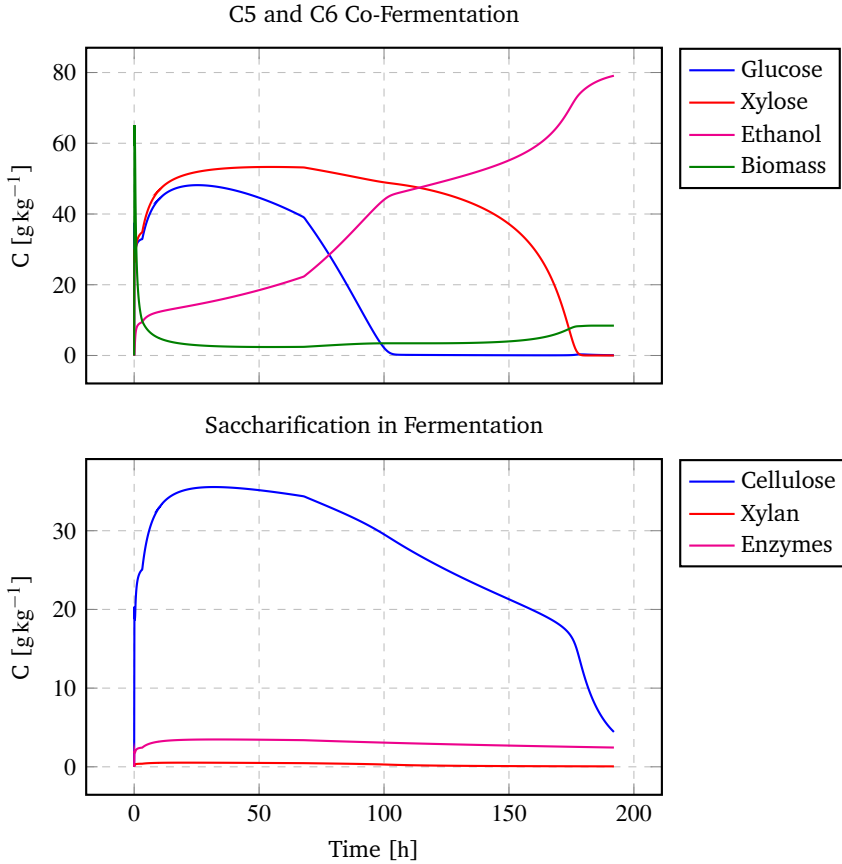 C5 and C6 Co-Fermentation
80
60
40
20
0
C [g kg⁻¹]
Glucose
Xylose
Ethanol
Biomass
Saccharification in Fermentation
30
20
10
0
C [g kg⁻¹]
Cellulose
Xylan
Enzymes
0 50 100 150 200
Time [h]